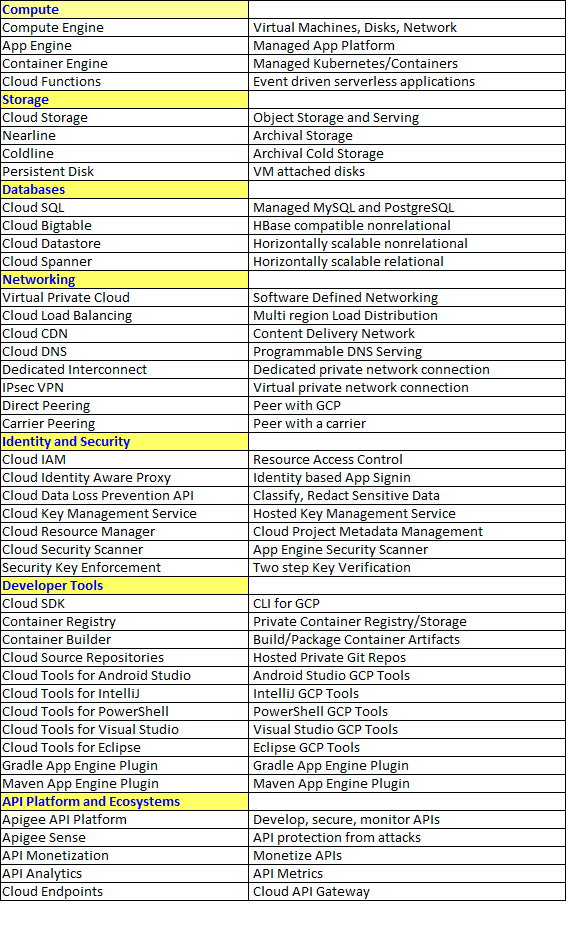 Compute
Compute Engine Virtual Machines, Disks, Network
App Engine Managed App Platform
Container Engine Managed Kubernetes/Containers
Cloud Functions Event driven serverless applications
Storage
Cloud Storage Object Storage and Serving
Nearline Archival Storage
Coldline Archival Cold Storage
Persistent Disk VM attached disks
Databases
Cloud SQL Managed MySQL and PostgreSQL
Cloud Bigtable HBase compatible nonrelational
Cloud Datastore Horizontally scalable nonrelational
Cloud Spanner Horizontally scalable relational
Networking
Virtual Private Cloud Software Defined Networking
Cloud Load Balancing Multi region Load Distribution
Cloud CDN Content Delivery Network
Cloud DNS Programmable DNS Serving
Dedicated Interconnect Dedicated private network connection
IPsec VPN Virtual private network connection
Direct Peering Peer with GCP
Carrier Peering Peer with a carrier
Identity and Security
Cloud IAM Resource Access Control
Cloud Identity Aware Proxy Identity based App Signin
Cloud Data Loss Prevention API Classify, Redact Sensitive Data
Cloud Key Management Service Hosted Key Management Service
Cloud Resource Manager Cloud Project Metadata Management
Cloud Security Scanner App Engine Security Scanner
Security Key Enforcement Two step Key Verification
Developer Tools
Cloud SDK CLI for GCP
Container Registry Private Container Registry/Storage
Container Builder Build/Package Container Artifacts
Cloud Source Repositories Hosted Private Git Repos
Cloud Tools for Android Studio Android Studio GCP Tools
Cloud Tools for IntelliJ IntelliJ GCP Tools
Cloud Tools for PowerShell PowerShell GCP Tools
Cloud Tools for Visual Studio Visual Studio GCP Tools
Cloud Tools for Eclipse Eclipse GCP Tools
Gradle App Engine Plugin Gradle App Engine Plugin
Maven App Engine Plugin Maven App Engine Plugin
API Platform and Ecosystems
Apigee API Platform Develop, secure, monitor APIs
Apigee Sense API protection from attacks
API Monetization Monetize APIs
API Analytics API Metrics
Cloud Endpoints Cloud API Gateway